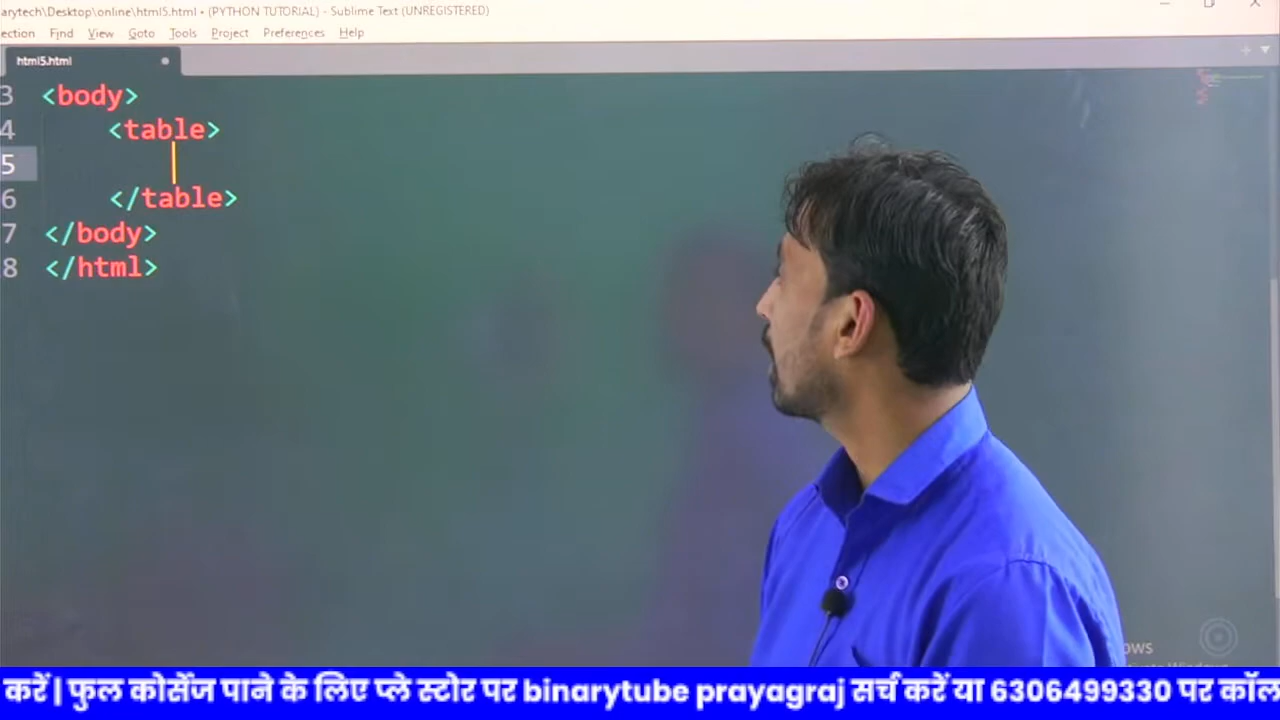 arytech\Desktop\online\html5.html • (PYTHON TUTORIAL) - Sublime Text (UNREGISTERED)
ection Find View Goto Tools Project Preferences Help
html5.html
3 <body>
4 <table>
5
6 </table>
7 </body>
8 </html>
ows
करें | फुल कोर्सेज पाने के लिए प्ले स्टोर पर binarytube prayagraj सर्च करें या 6306499330 पर कॉल